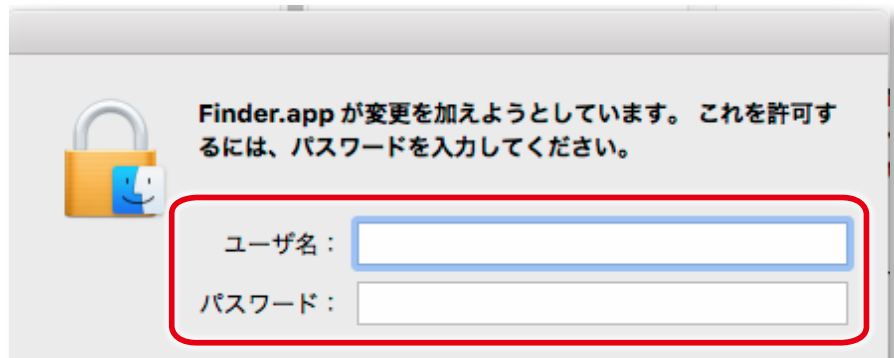 Finder.app が変更を加えようとしています。 これを許可す
るには、パスワードを入力してください。
ユーザ名：
パスワード：